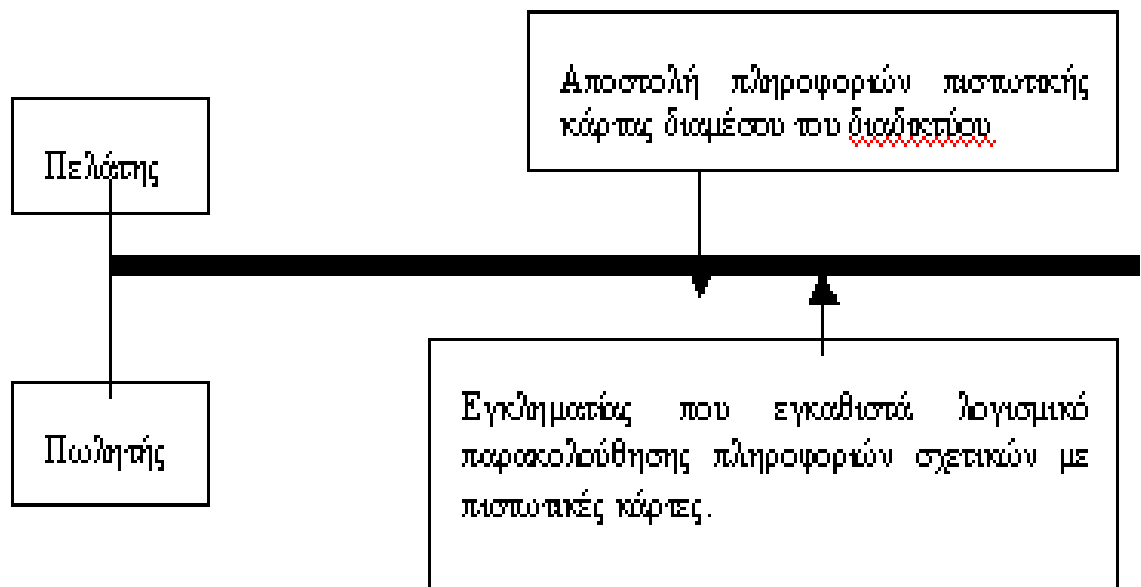 Αποστολή πληροφοριών πιστωτικής
κάρτας διαμέσου του διαδικτύου
Πελάτης
Πωλητής
Εγκληματίας που εγκαθιστά λογισμικό
παρακολούθησης πληροφοριών σχετικών με
πιστωτικές κάρτες.